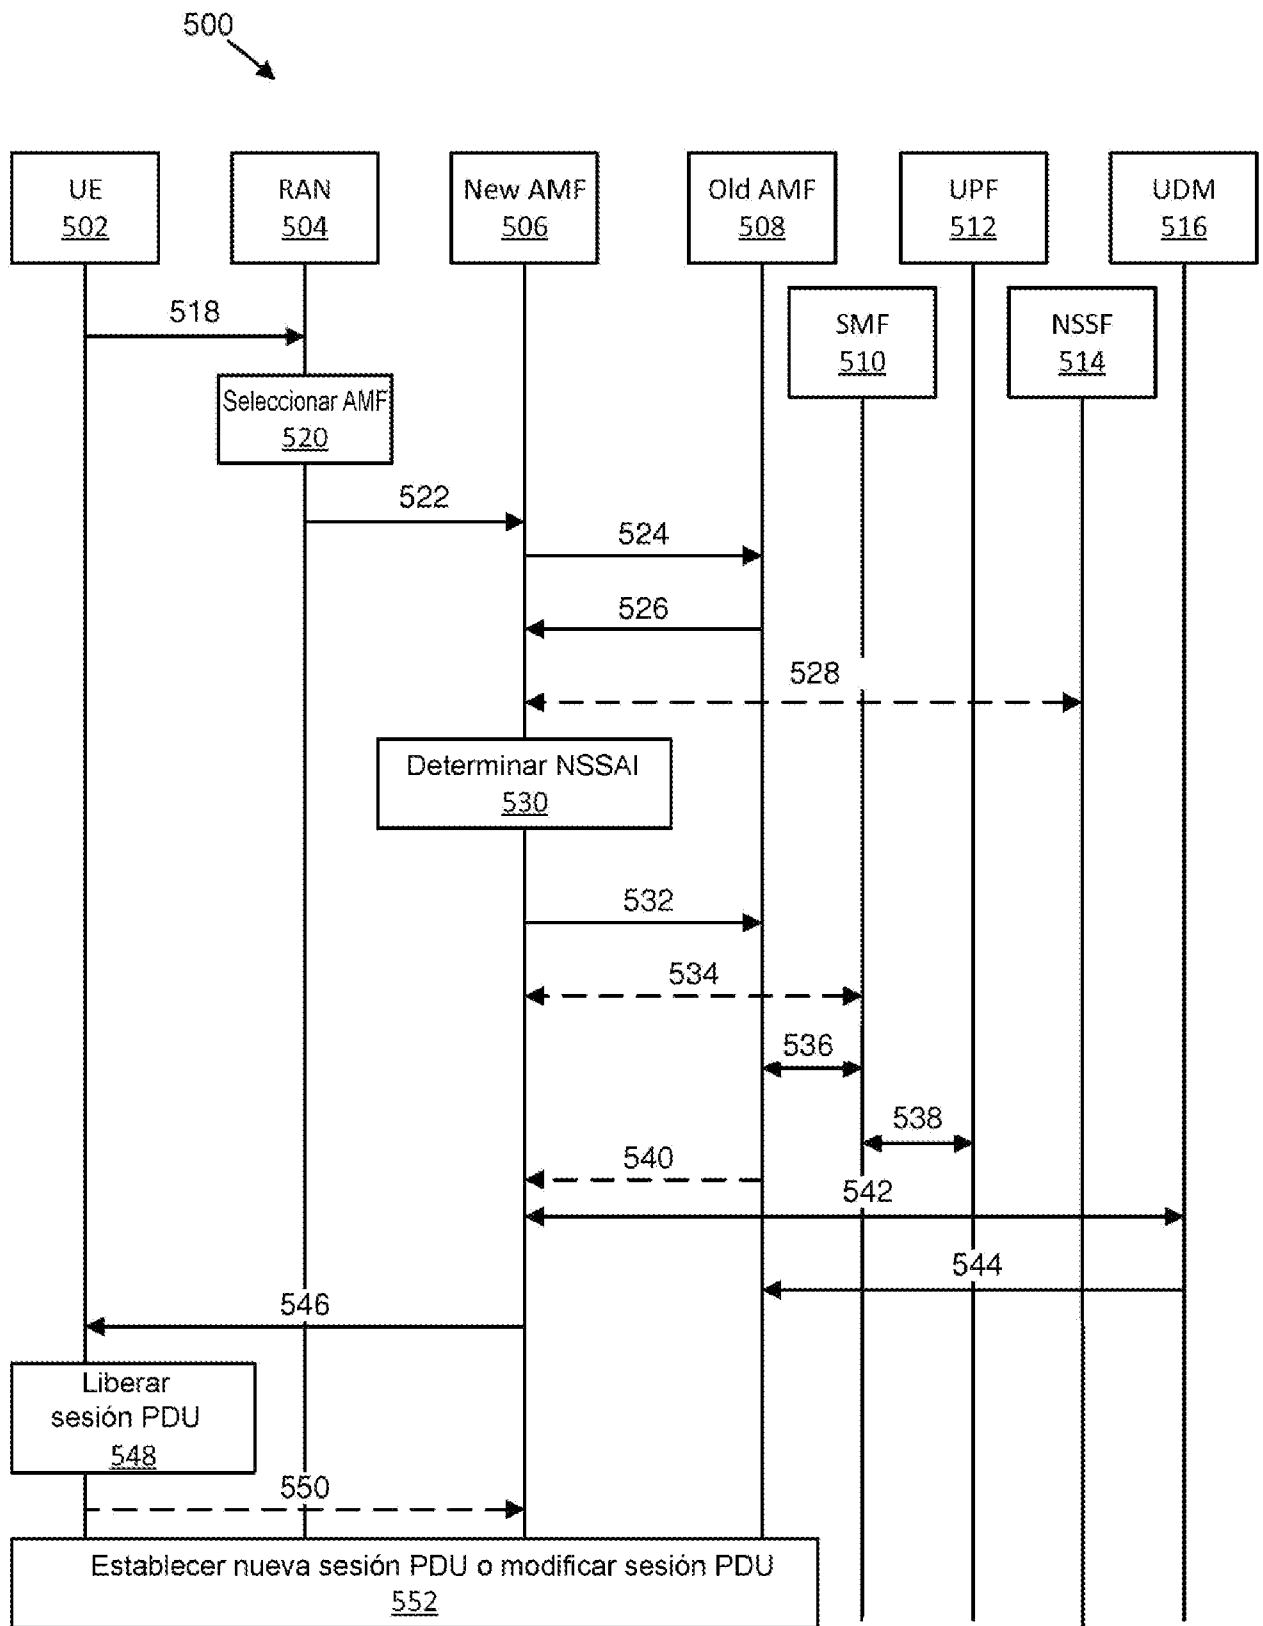 500
UE
502
RAN
504
New AMF
506
Old AMF
508
UPF
512
UDM
516
SMF
510
NSSF
514
518
Seleccionar AMF
520
522
524
526
528
Determinar NSSAI
530
532
534
536
538
540
542
544
546
Liberar
sesión PDU
548
550
Establecer nueva sesión PDU o modificar sesión PDU
552